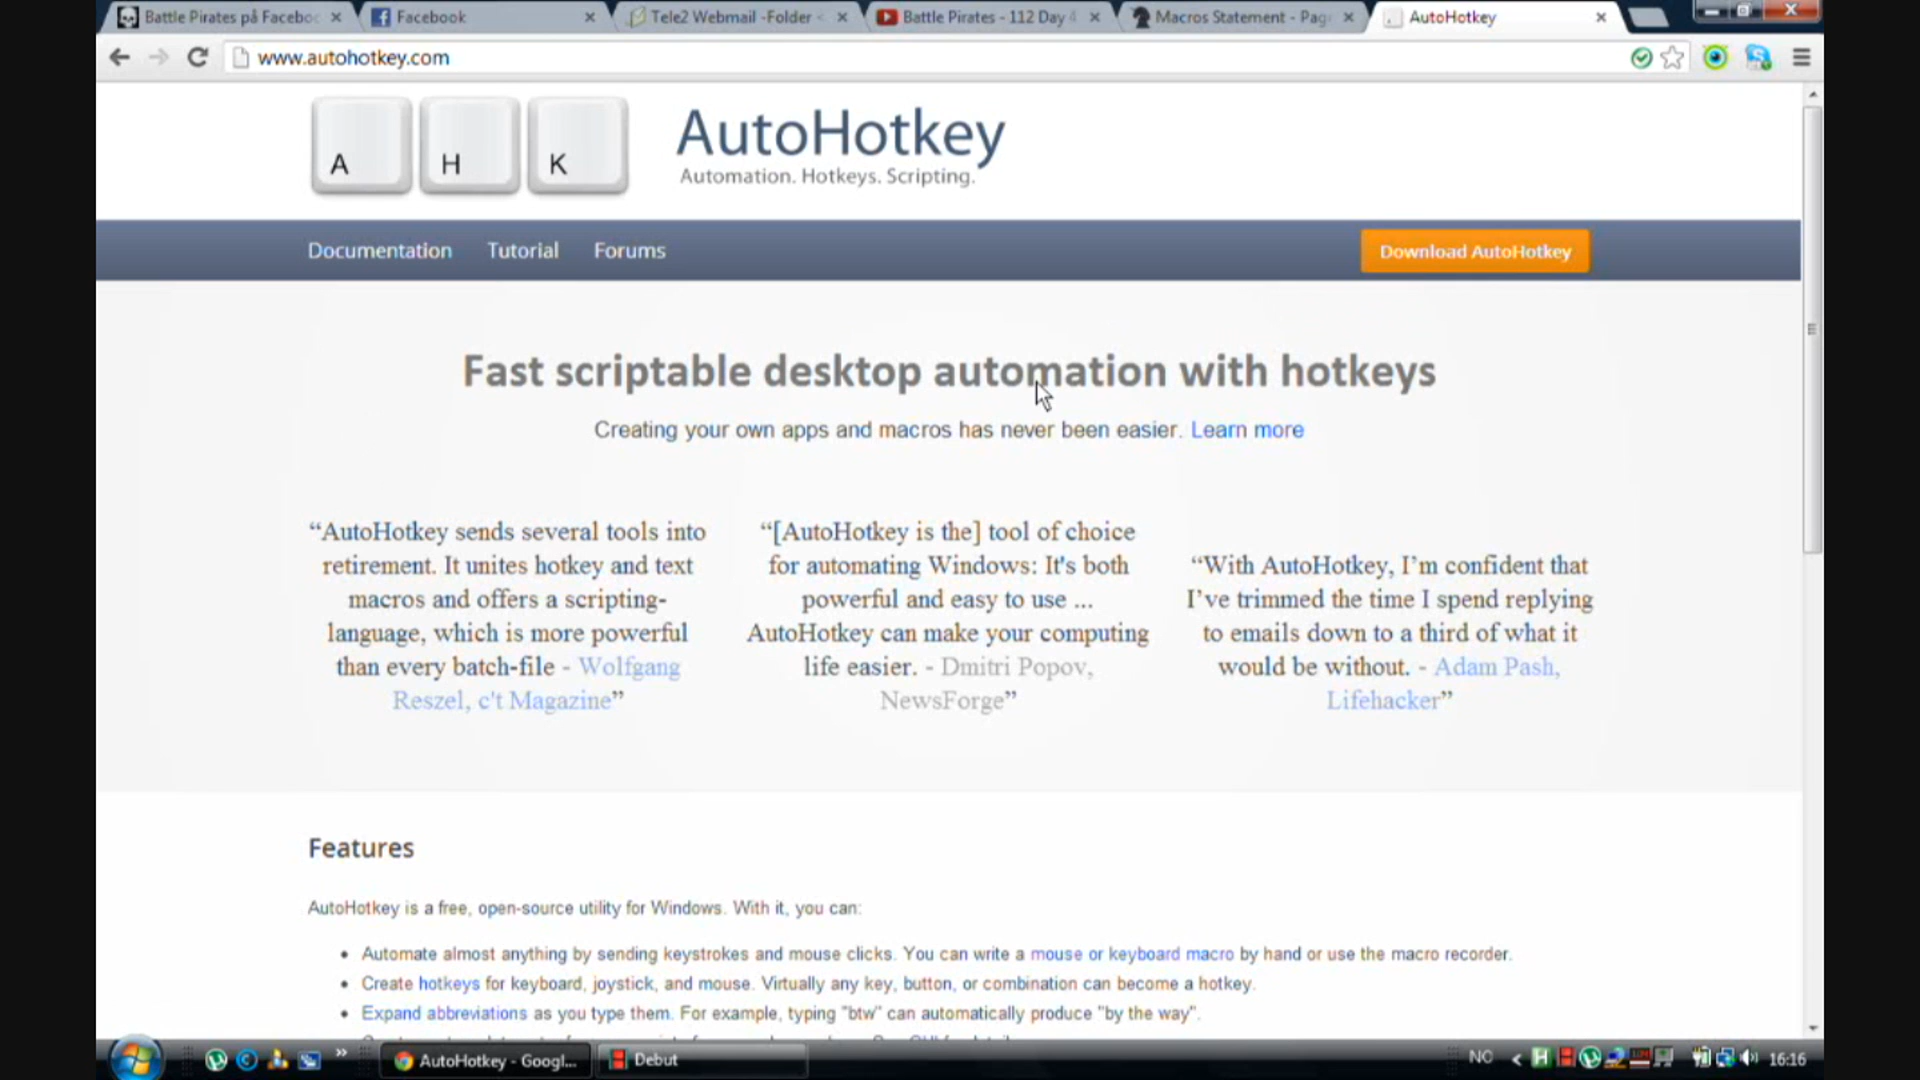 Battle Pirates på Faceboo
Facebook
Tele2 Webmail -Folder
Battle Pirates - 112 Day
Macros Statement - Pag
AutoHotkey
www.autohotkey.com
A H K
AutoHotkey
Automation. Hotkeys. Scripting.
Documentation Tutorial Forums
Download AutoHotkey
Fast scriptable desktop automation with hotkeys
Creating your own apps and macros has never been easier. Learn more
“AutoHotkey sends several tools into
retirement. It unites hotkey and text
macros and offers a scripting-
language, which is more powerful
than every batch-file - Wolfgang
Reszel, c't Magazine”
“[AutoHotkey is the] tool of choice
for automating Windows: It's both
powerful and easy to use ...
AutoHotkey can make your computing
life easier. - Dmitri Popov,
NewsForge”
“With AutoHotkey, I’m confident that
I’ve trimmed the time I spend replying
to emails down to a third of what it
would be without. - Adam Pash,
Lifehacker”
Features
AutoHotkey is a free, open-source utility for Windows. With it, you can:
• Automate almost anything by sending keystrokes and mouse clicks. You can write a mouse or keyboard macro by hand or use the macro recorder.
• Create hotkeys for keyboard, joystick, and mouse. Virtually any key, button, or combination can become a hotkey.
• Expand abbreviations as you type them. For example, typing "btw" can automatically produce "by the way".
AutoHotkey - Googl...
Debut
NO
16:16